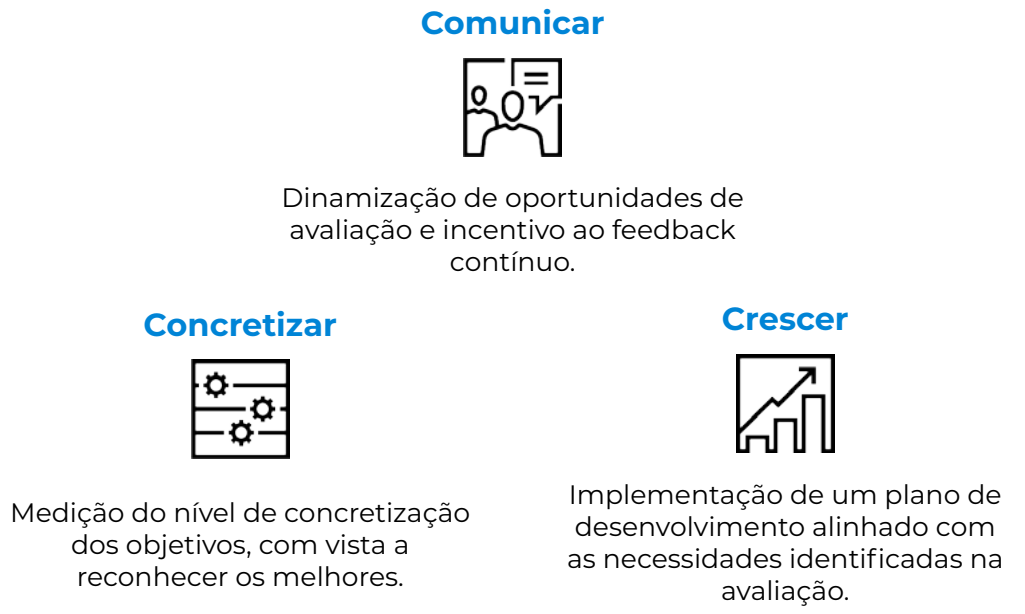 Comunicar
Dinamização de oportunidades de
avaliação e incentivo ao feedback
contínuo.
Concretizar
Medição do nível de concretização
dos objetivos, com vista a
reconhecer os melhores.
Crescer
Implementação de um plano de
desenvolvimento alinhado com
as necessidades identificadas na
avaliação.